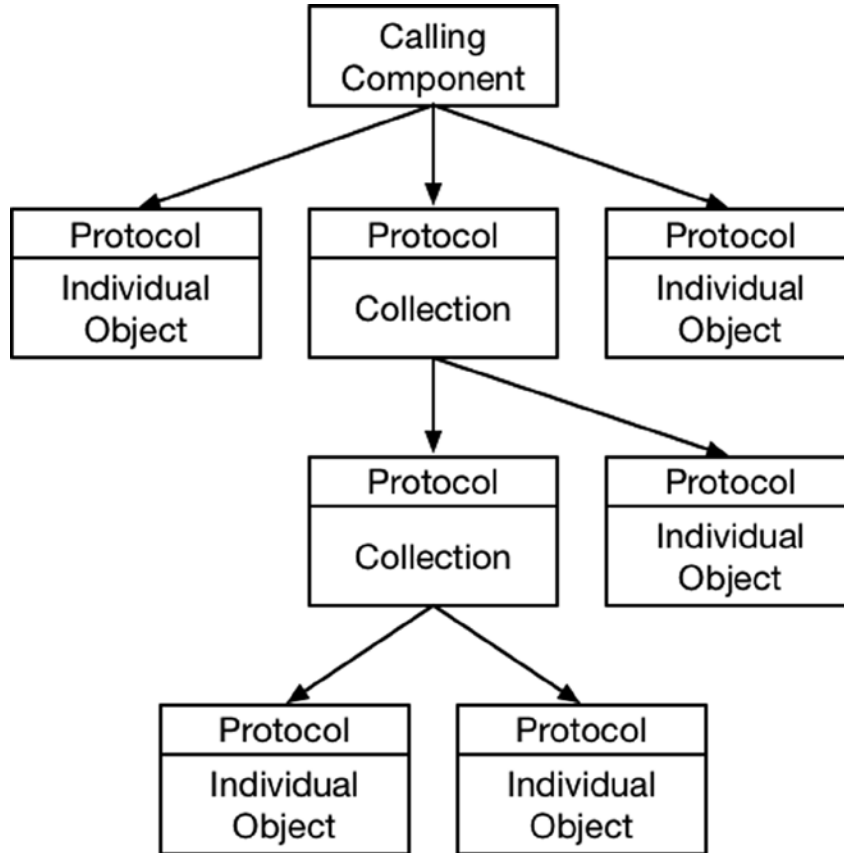 Calling
Component
Protocol
Individual
Object
Protocol
Collection
Protocol
Individual
Object
Protocol
Collection
Protocol
Individual
Object
Protocol
Individual
Object
Protocol
Individual
Object